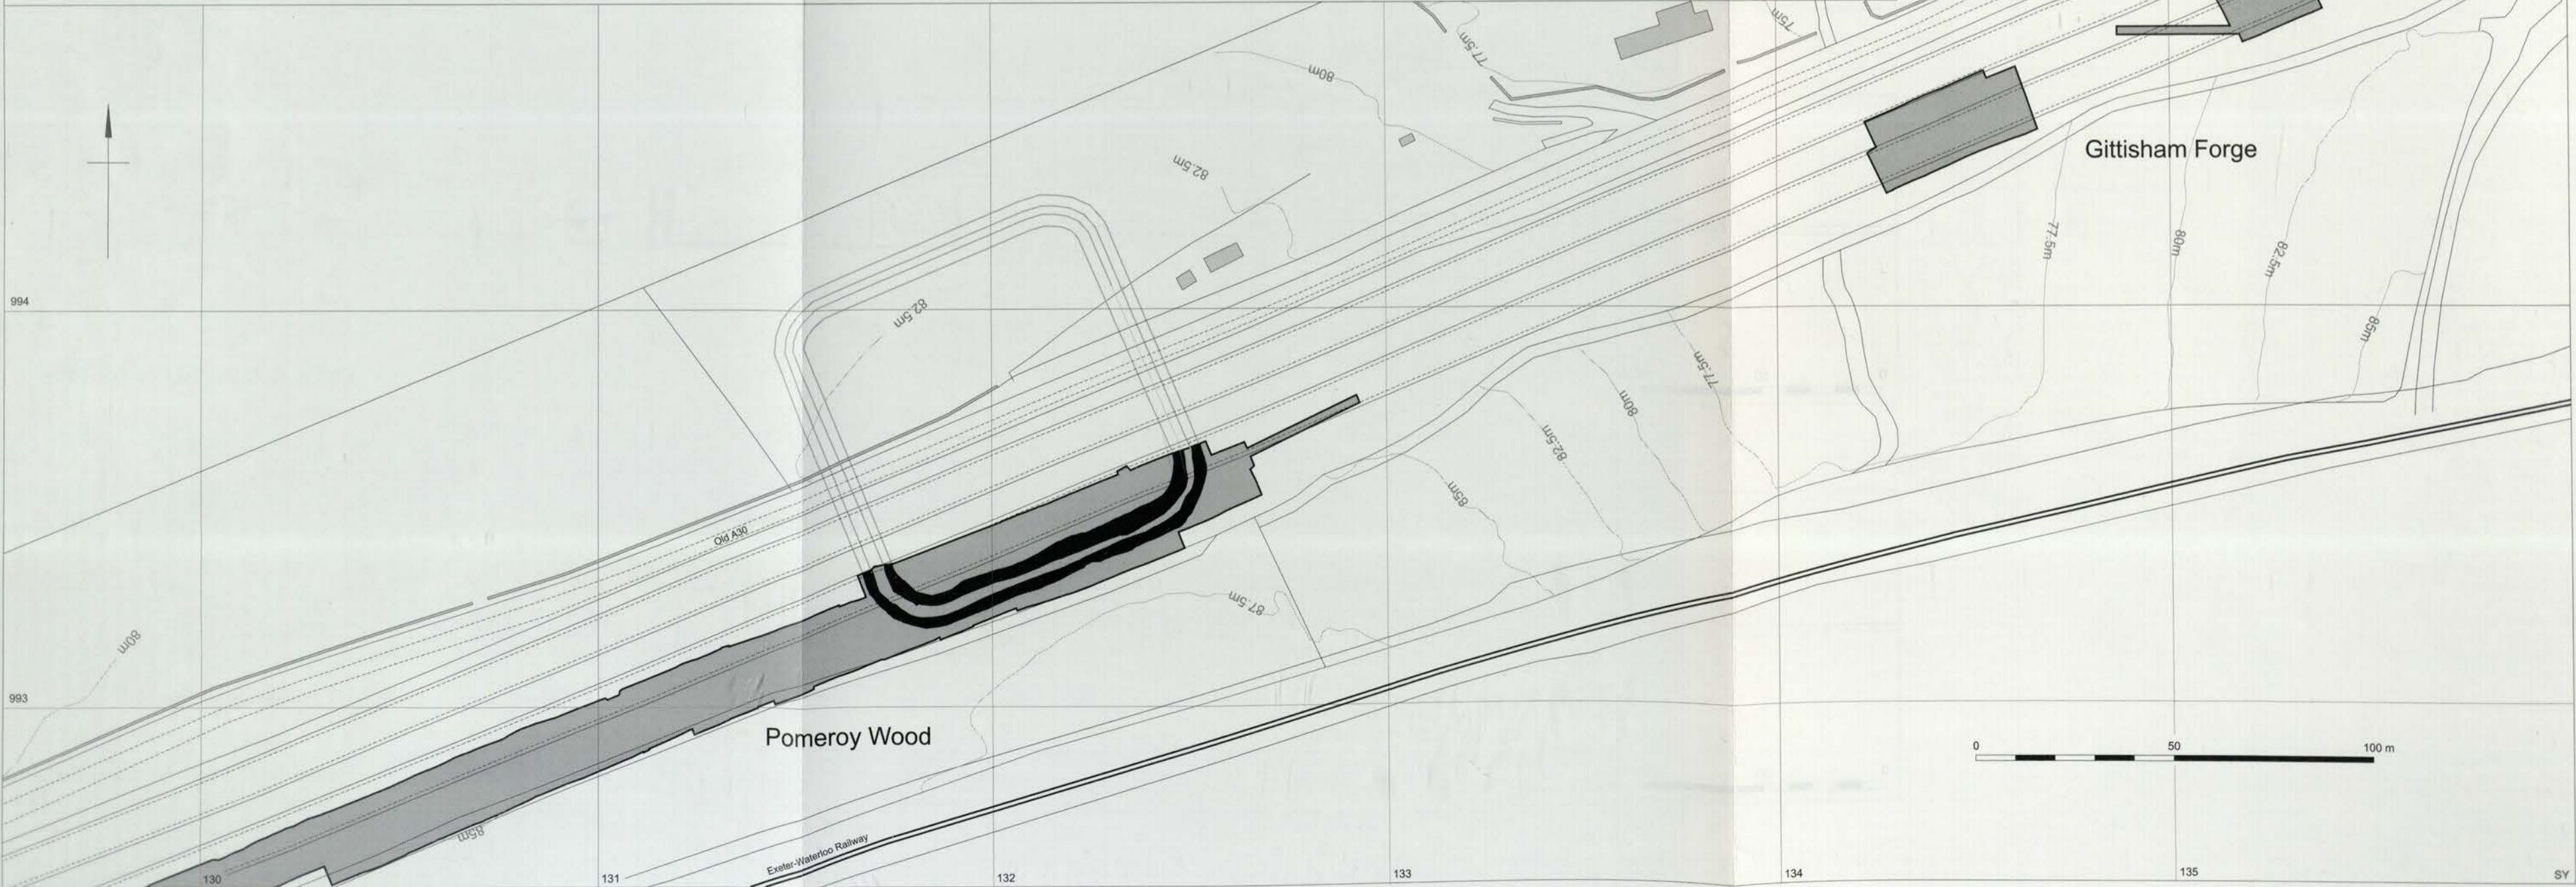 75m
77.5m
80m
82.5m
Gittisham Forge
77.5m
80m
82.5m
994
82.5m
85m
77.5m
80m
82.5m
85m
Old A30
87.5m
80m
993
Pomeroy Wood
0
50
100 m
85m
Exeter-Waterloo Railway
130
131
132
133
134
135
SY